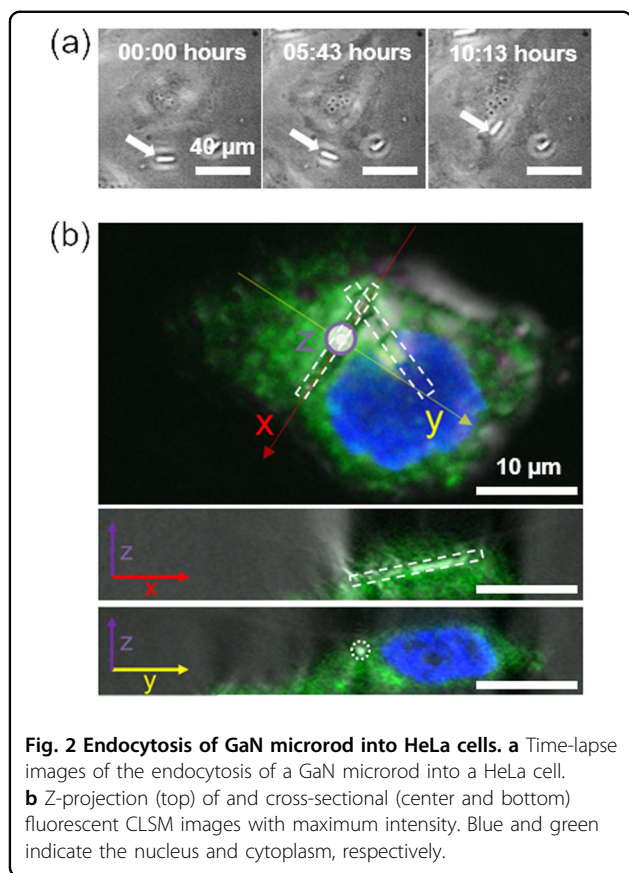 (a)
00:00 hours
05:43 hours
10:13 hours
40 µm
(b)
z
x
y
10 µm
z
x
z
y
Fig. 2 Endocytosis of GaN microrod into HeLa cells. a Time-lapse
images of the endocytosis of a GaN microrod into a HeLa cell.
b Z-projection (top) of and cross-sectional (center and bottom)
fluorescent CLSM images with maximum intensity. Blue and green
indicate the nucleus and cytoplasm, respectively.